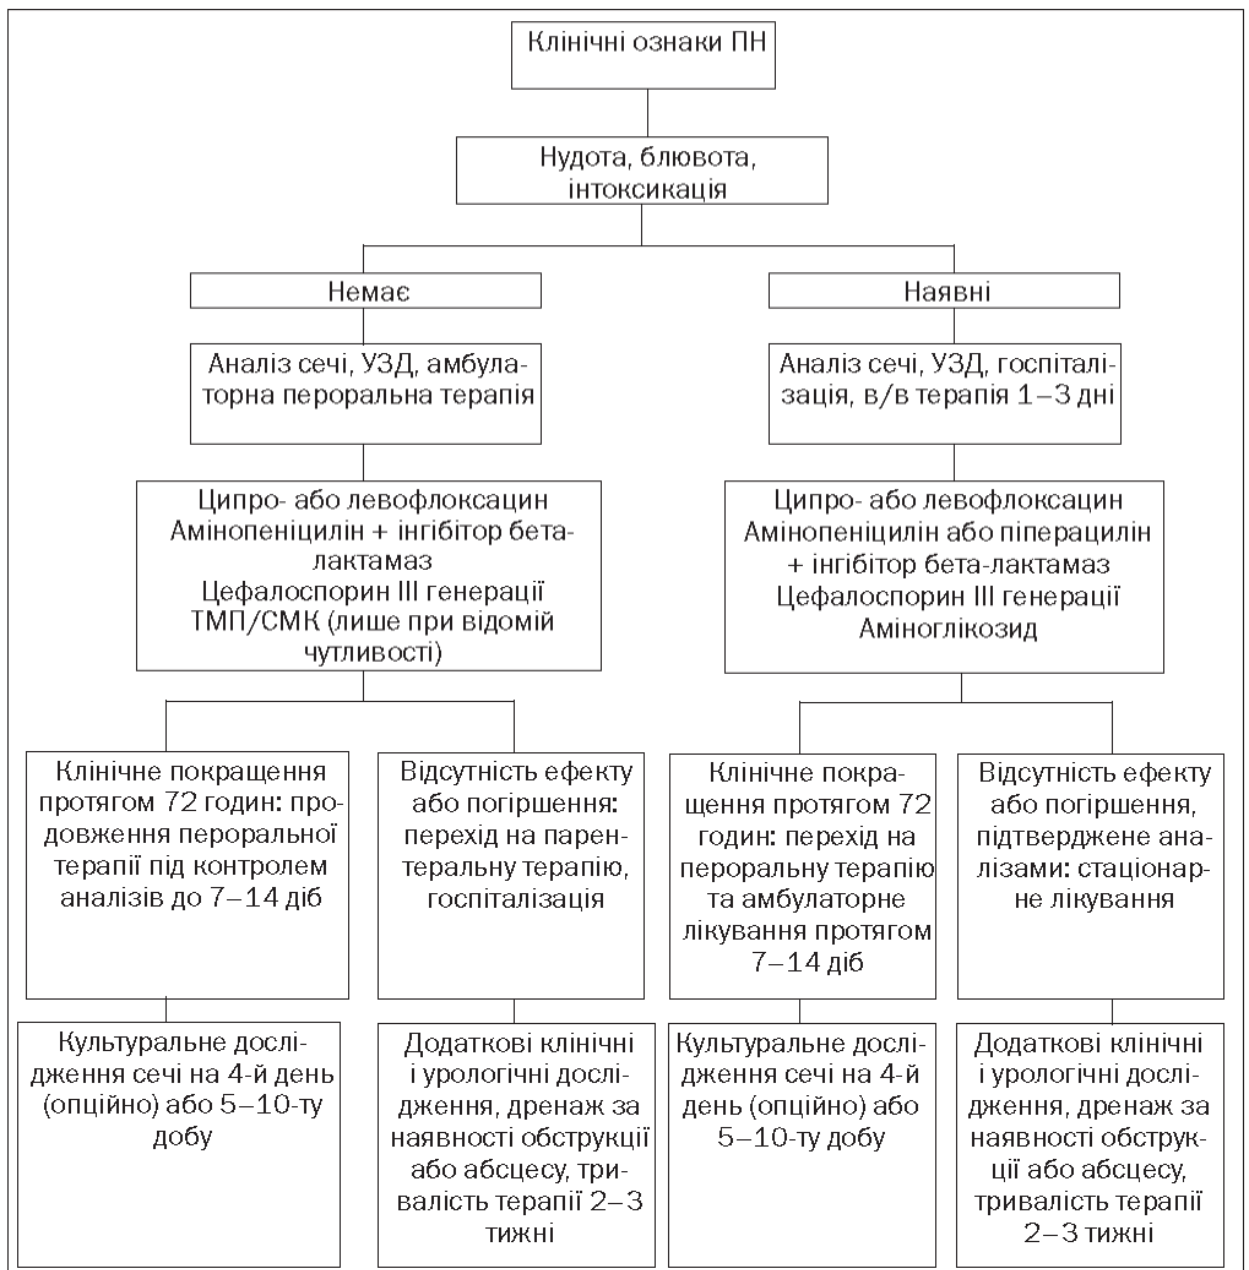 Клінічні ознаки ПН
Нудота, блювота,
інтоксикація
Немає
Наявні
Аналіз сечі, УЗД, амбула-
торна пероральна терапія
Аналіз сечі, УЗД, госпіталі-
зація, в/в терапія 1–3 дні
Ципро- або левофлоксацин
Амінопеніцилін + інгібітор бета-
лактамаз
Цефалоспорин III генерації
ТМП/СМК (лише при відомій
чутливості)
Ципро- або левофлоксацин
Амінопеніцилін або піперацилін
+ інгібітор бета-лактамаз
Цефалоспорин III генерації
Аміноглікозид
Клінічне покращення
протягом 72 годин: про-
довження пероральної
терапії під контролем
аналізів до 7–14 діб
Відсутність ефекту
або погіршення:
перехід на парен-
теральну терапію,
госпіталізація
Клінічне покра-
щення протягом 72
годин: перехід на
пероральну терапію
та амбулаторне
лікування протягом
7–14 діб
Відсутність ефекту
або погіршення,
підтверджене ана-
лізами: стаціонар-
не лікування
Культуральне дослі-
дження сечі на 4-й день
(опційно) або 5–10-ту
добу
Додаткові клінічні
і урологічні дослі-
дження, дренаж за
наявності обструкції
або абсцесу, три-
валість терапії 2–3
тижні
Культуральне дослі-
дження сечі на 4-й
день (опційно) або
5–10-ту добу
Додаткові клінічні
і урологічні дослі-
дження, дренаж за
наявності обструк-
ції або абсцесу,
тривалість терапії
2–3 тижні